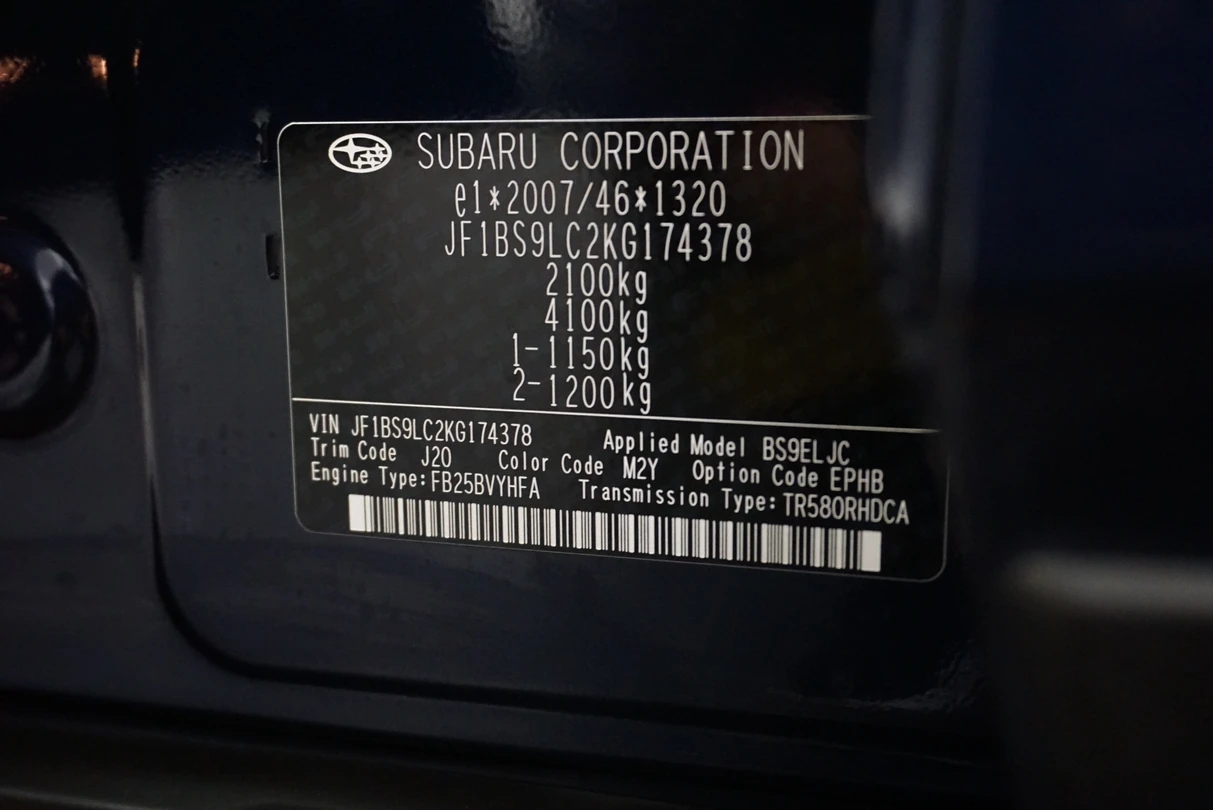 SUBARU CORPORATION
e1*2007/46*1320
JF1BS9LC2KG174378
2100kg
4100kg
1-1150kg
2-1200kg
VIN JF1BS9LC2KG174378 Applied Model BS9ELJC
Trim Code J20 Color Code M2Y Option Code EPHB
Engine Type:FB25BVYHFA Transmission Type:TR580RHDCA